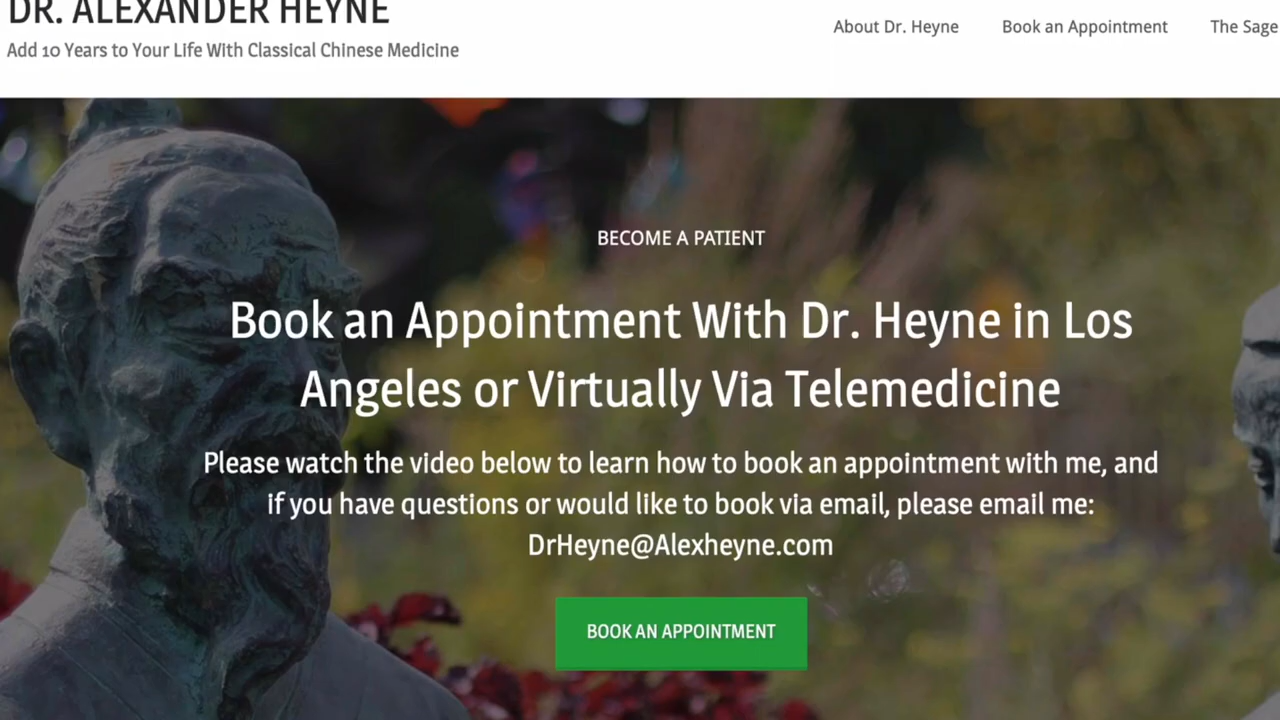 DR. ALEXANDER HEYNE
Add 10 Years to Your Life With Classical Chinese Medicine
About Dr. Heyne
Book an Appointment
The Sage
BECOME A PATIENT
Book an Appointment With Dr. Heyne in Los
Angeles or Virtually Via Telemedicine
Please watch the video below to learn how to book an appointment with me, and
if you have questions or would like to book via email, please email me:
DrHeyne@Alexheyne.com
BOOK AN APPOINTMENT